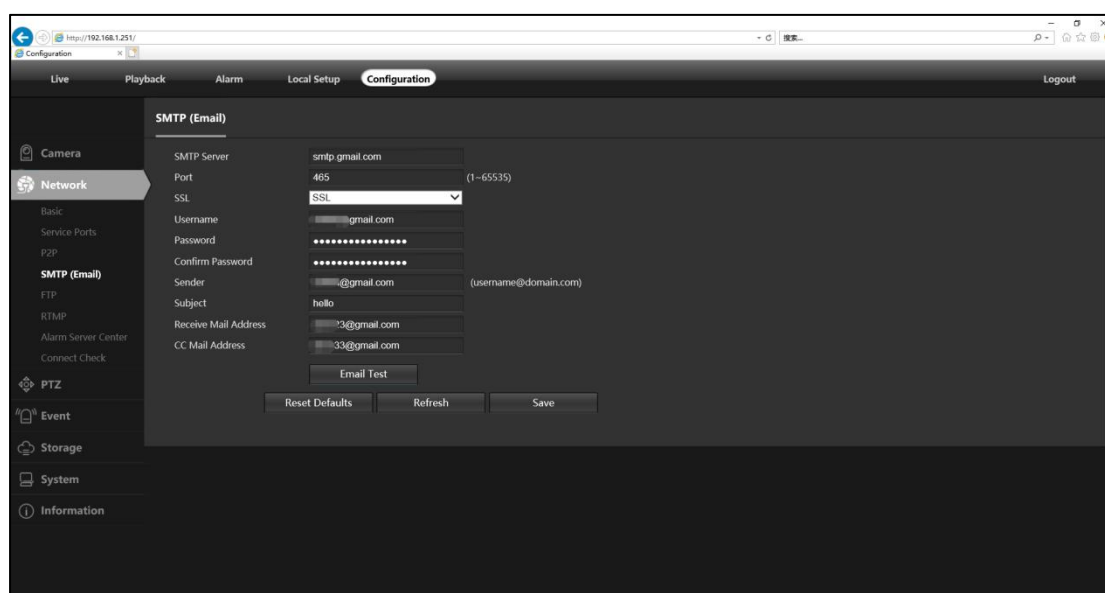 http://192.168.1.251/
搜索...
Configuration
Live Playback Alarm Local Setup Configuration Logout
SMTP (Email)
Camera
Network
Basic
Service Ports
P2P
SMTP (Email)
FTP
RTMP
Alarm Server Center
Connect Check
PTZ
Event
Storage
System
Information
SMTP Server smtp.gmail.com
Port 465 (1~65535)
SSL SSL
Username gmail.com
Password ••••••••••••••••
Confirm Password ••••••••••••••••
Sender @gmail.com (username@domain.com)
Subject hello
Receive Mail Address 3@gmail.com
CC Mail Address 33@gmail.com
Email Test
Reset Defaults Refresh Save